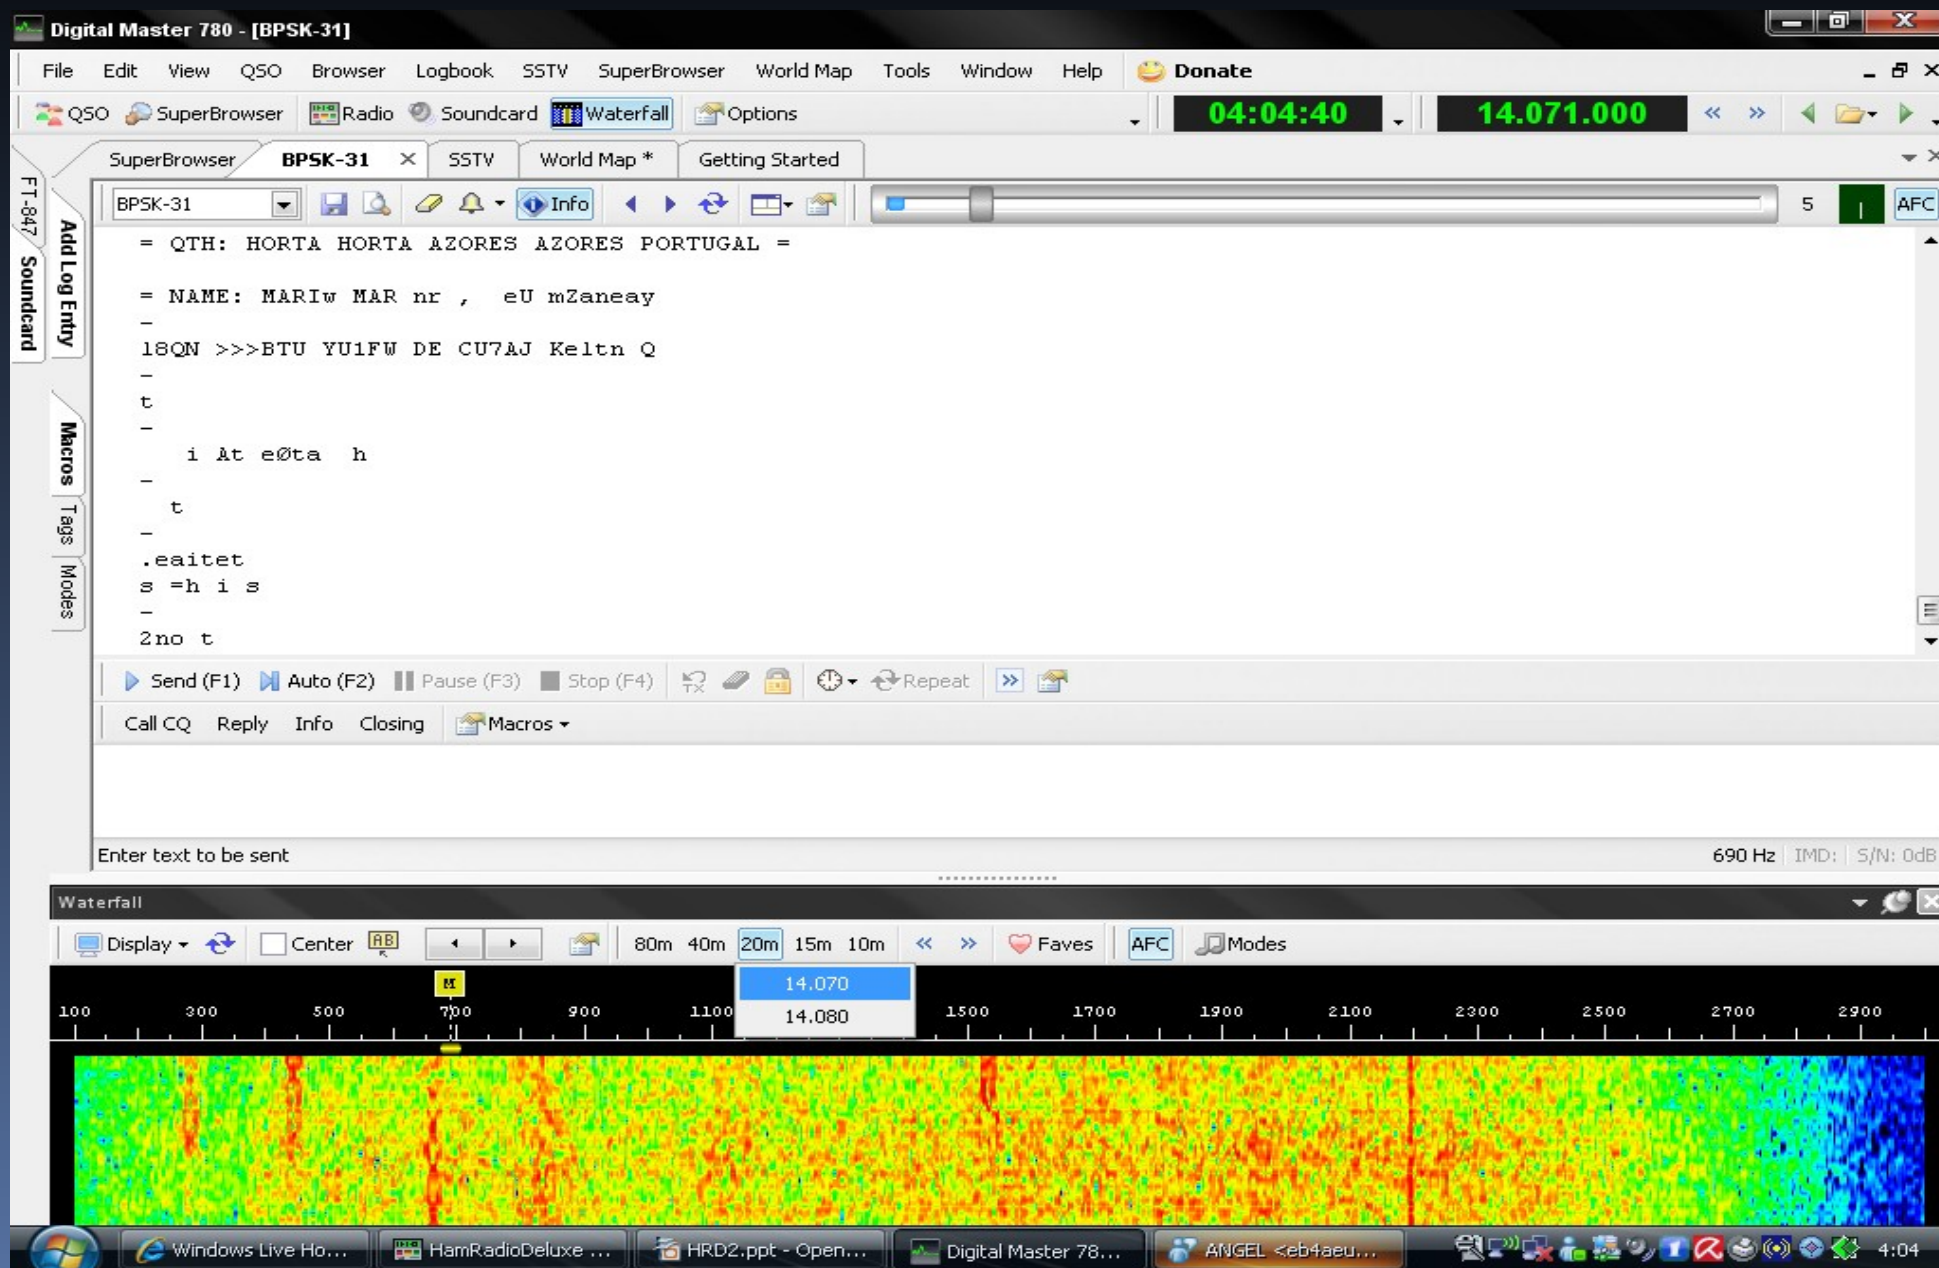 Digital Master 780 - [BPSK-31]
File Edit View QSO Browser Logbook SSTV SuperBrowser World Map Tools Window Help Donate
QSO SuperBrowser Radio Soundcard Waterfall Options 04:04:40 14.071.000
SuperBrowser BPSK-31 SSTV World Map * Getting Started
FT-847 Soundcard
Add Log Entry Macros Tags Modes
BPSK-31 Info 5 AFC
= QTH: HORTA HORTA AZORES AZORES PORTUGAL =
= NAME: MARIw MAR nr , eU mZaneay
–
l8QN >>>BTU YU1FW DE CU7AJ Keltn Q
–
t
–
i At eØta h
–
t
–
.eaitet
s =h i s
–
2no t
Send (F1) Auto (F2) Pause (F3) Stop (F4) TX Repeat
Call CQ Reply Info Closing Macros
Enter text to be sent 690 Hz IMD: S/N: 0dB
Waterfall
Display Center AB 80m 40m 20m 15m 10m Faves AFC Modes
M 14.070
100 300 500 700 900 1100 1500 1700 1900 2100 2300 2500 2700 2900
14.080
Windows Live Ho... HamRadioDeluxe ... HRD2.ppt - Open... Digital Master 78... ANGEL <eb4aeu... 4:04